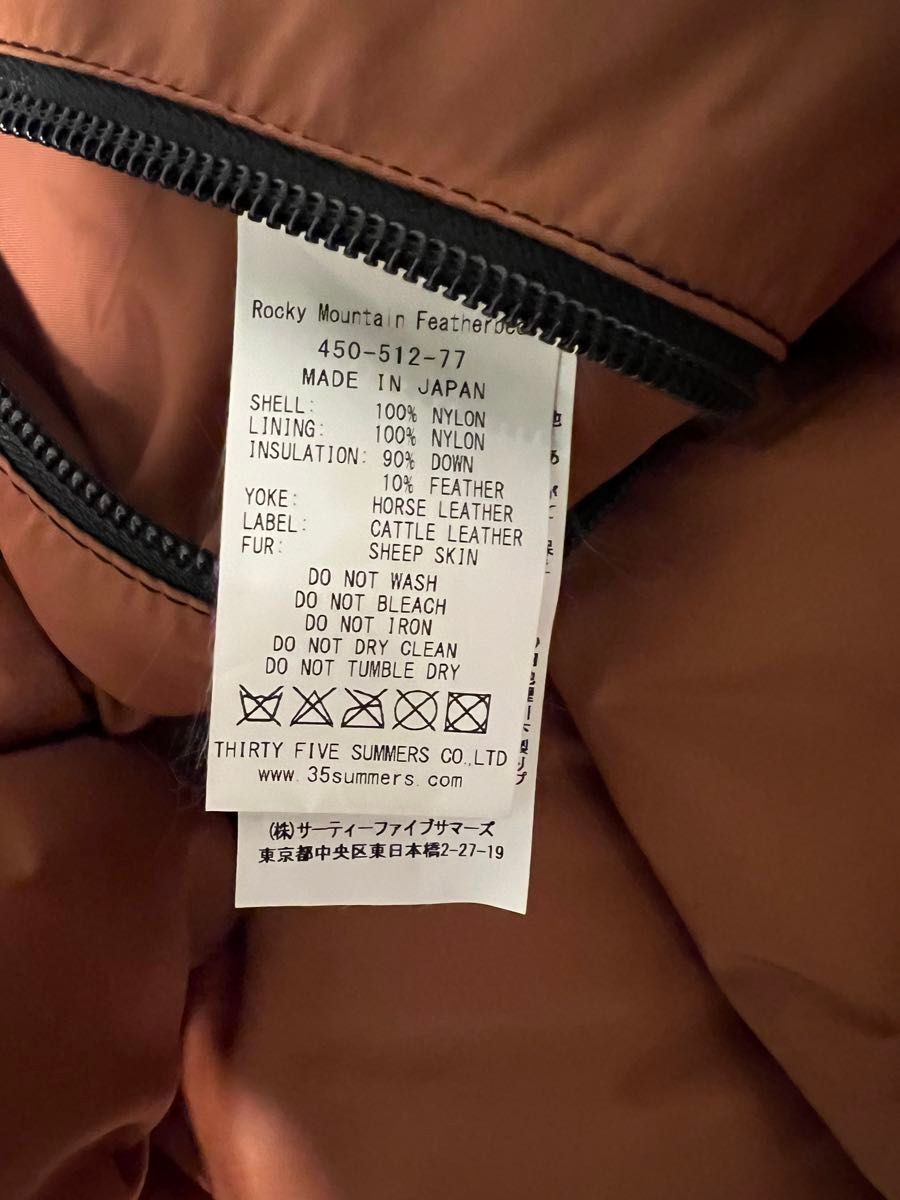 Rocky Mountain Featherbed
450-512-77
MADE IN JAPAN
SHELL: 100% NYLON
LINING: 100% NYLON
INSULATION: 90% DOWN
10% FEATHER
YOKE: HORSE LEATHER
LABEL: CATTLE LEATHER
FUR: SHEEP SKIN
DO NOT WASH
DO NOT BLEACH
DO NOT IRON
DO NOT DRY CLEAN
DO NOT TUMBLE DRY
THIRTY FIVE SUMMERS CO.,LTD
www.35summers.com
(株)サーティーファイブサマーズ
東京都中央区東日本橋2-27-19